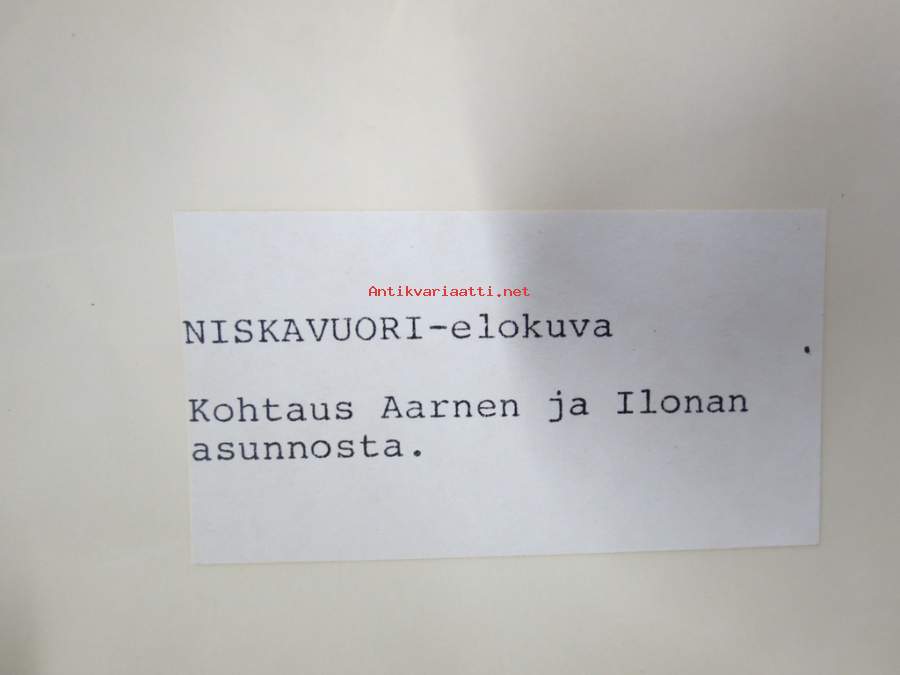 Antikvariaatti.net
NISKAVUORI-elokuva
Kohtaus Aarnen ja Ilonan
asunnosta.